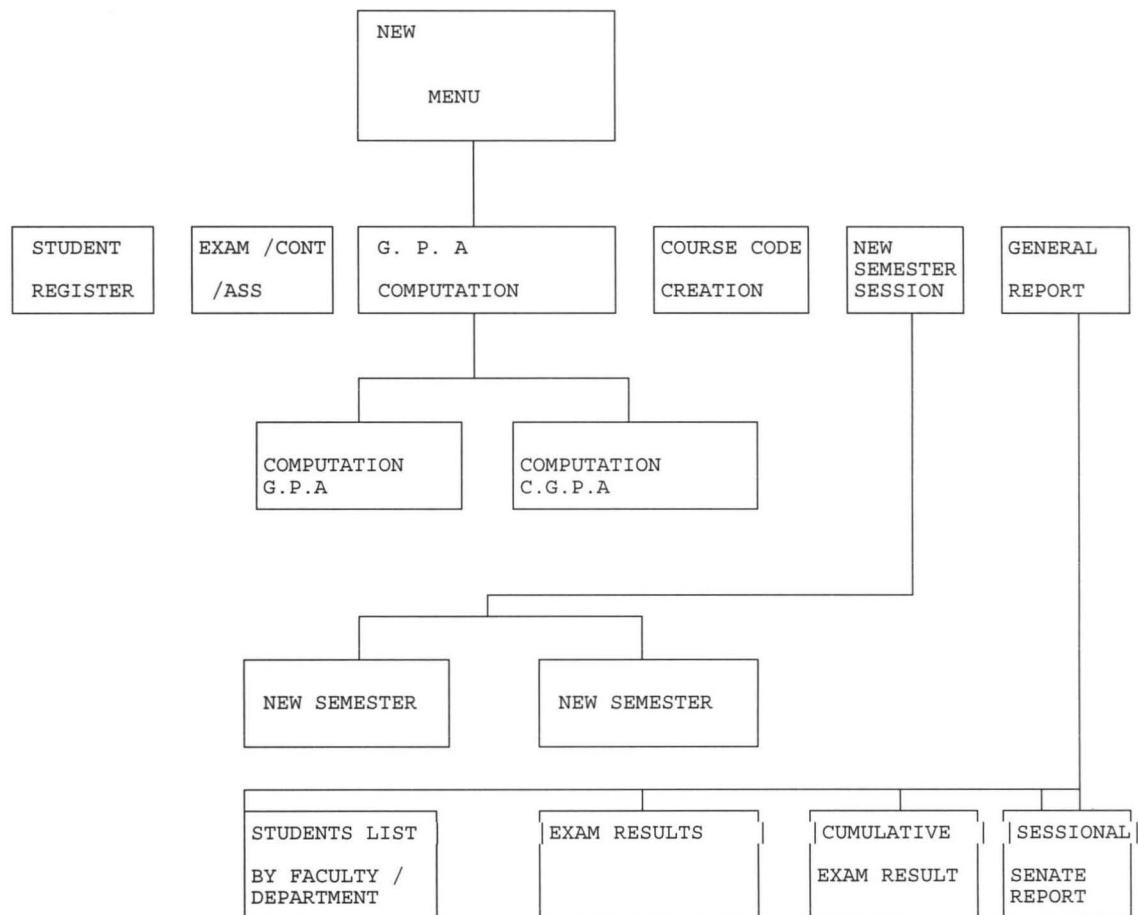 NEW
MENU
STUDENT
REGISTER
EXAM /CONT
/ASS
G. P. A
COMPUTATION
COURSE CODE
CREATION
NEW
SEMESTER
SESSION
GENERAL
REPORT
COMPUTATION
G.P.A
COMPUTATION
C.G.P.A
NEW SEMESTER
NEW SEMESTER
STUDENTS LIST
BY FACULTY /
DEPARTMENT
EXAM RESULTS
CUMULATIVE
EXAM RESULT
SESSIONAL
SENATE
REPORT